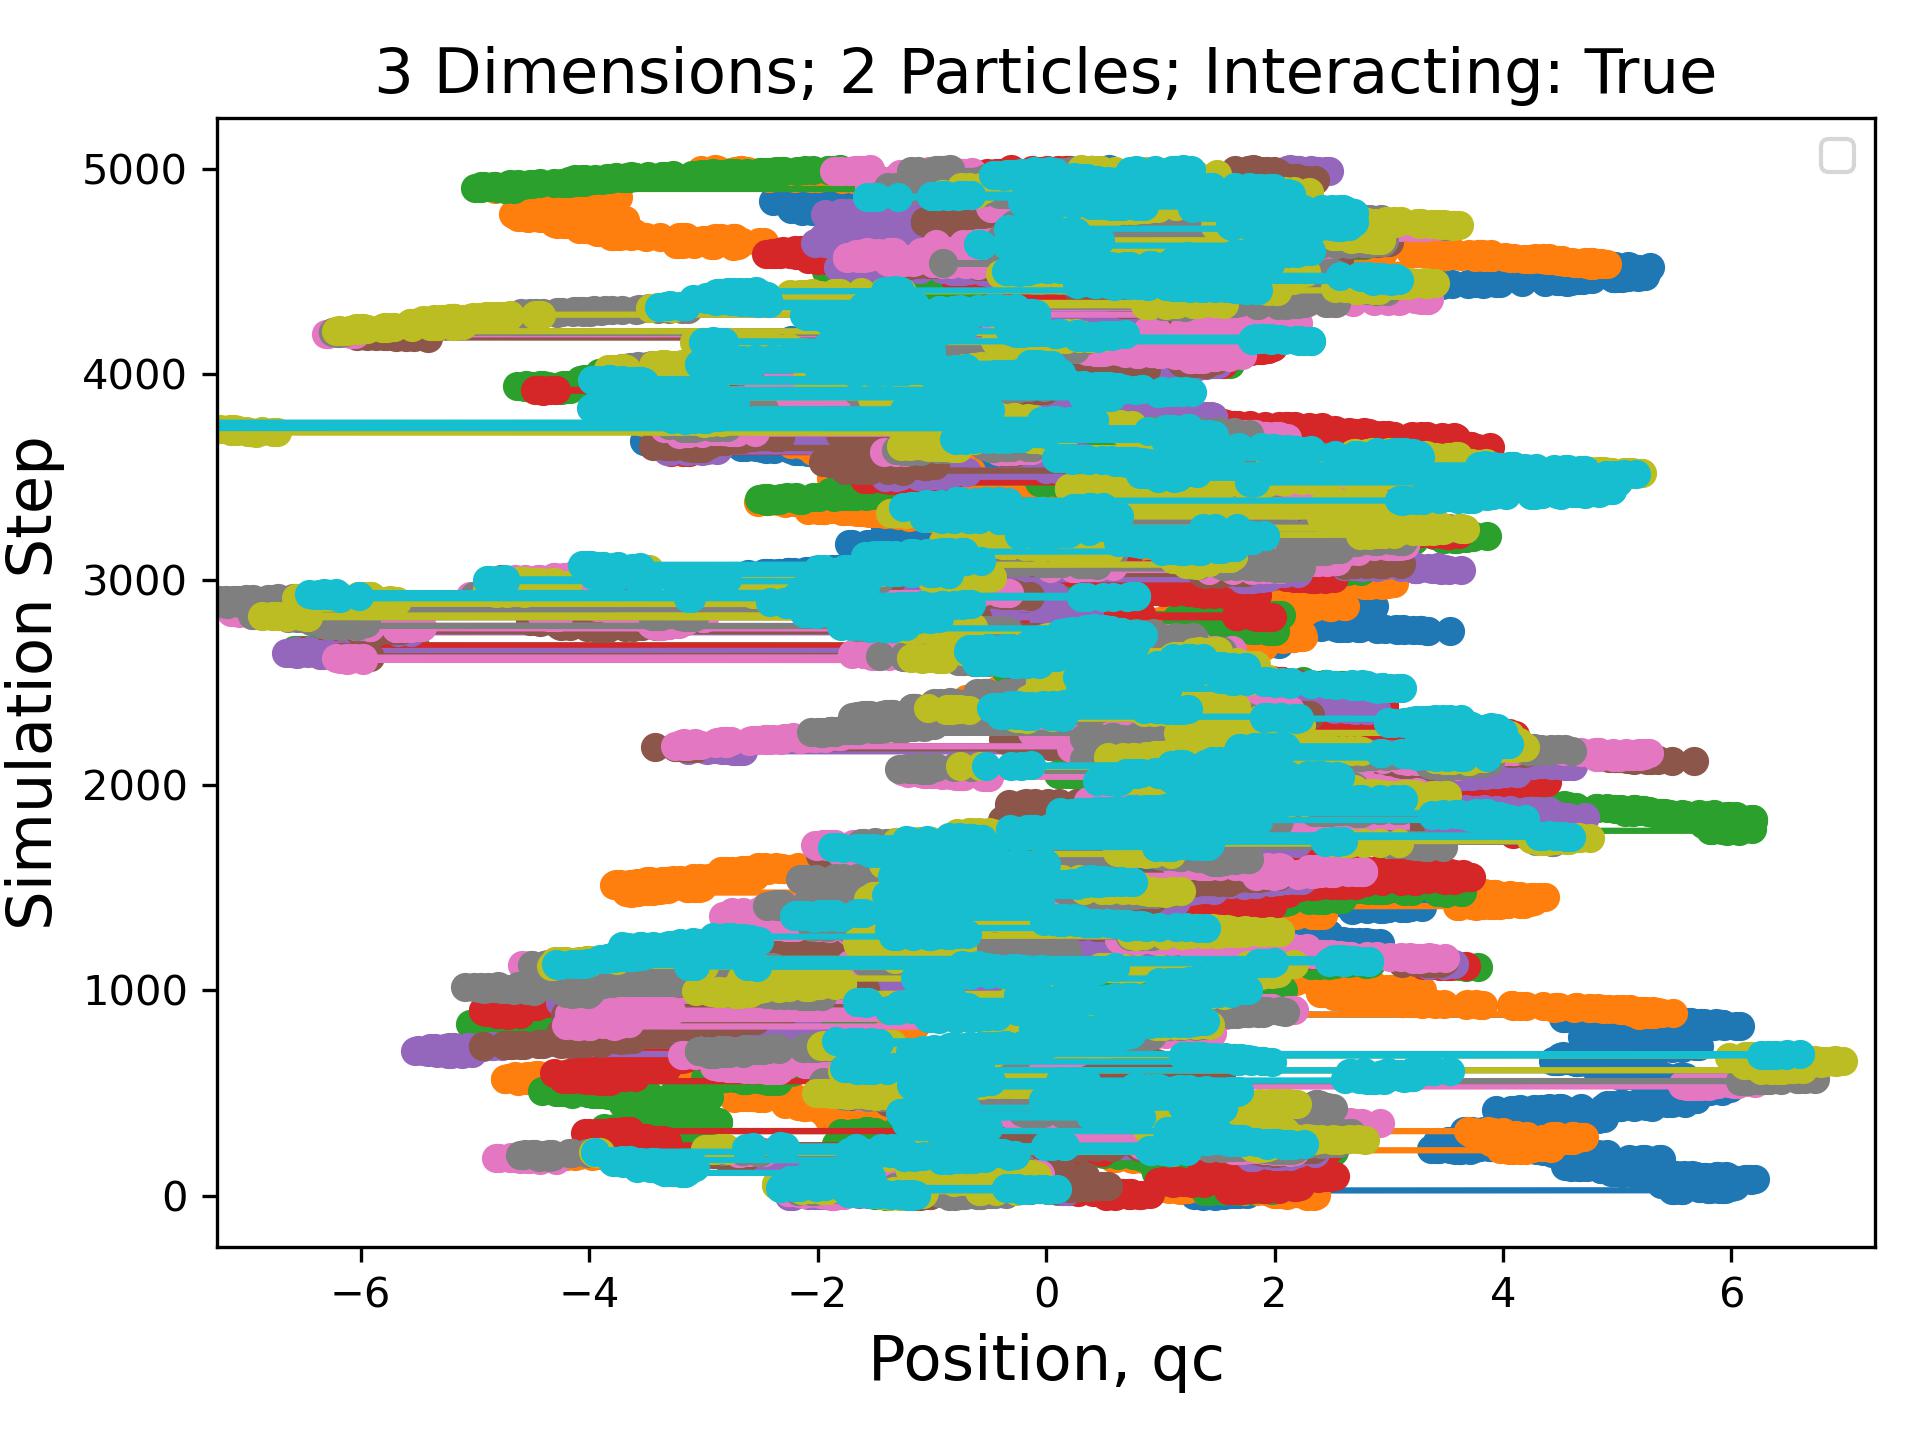 3 Dimensions; 2 Particles; Interacting: True
Simulation Step
5000
4000
3000
2000
1000
0
−6 −4 −2 0 2 4 6
Position, qc